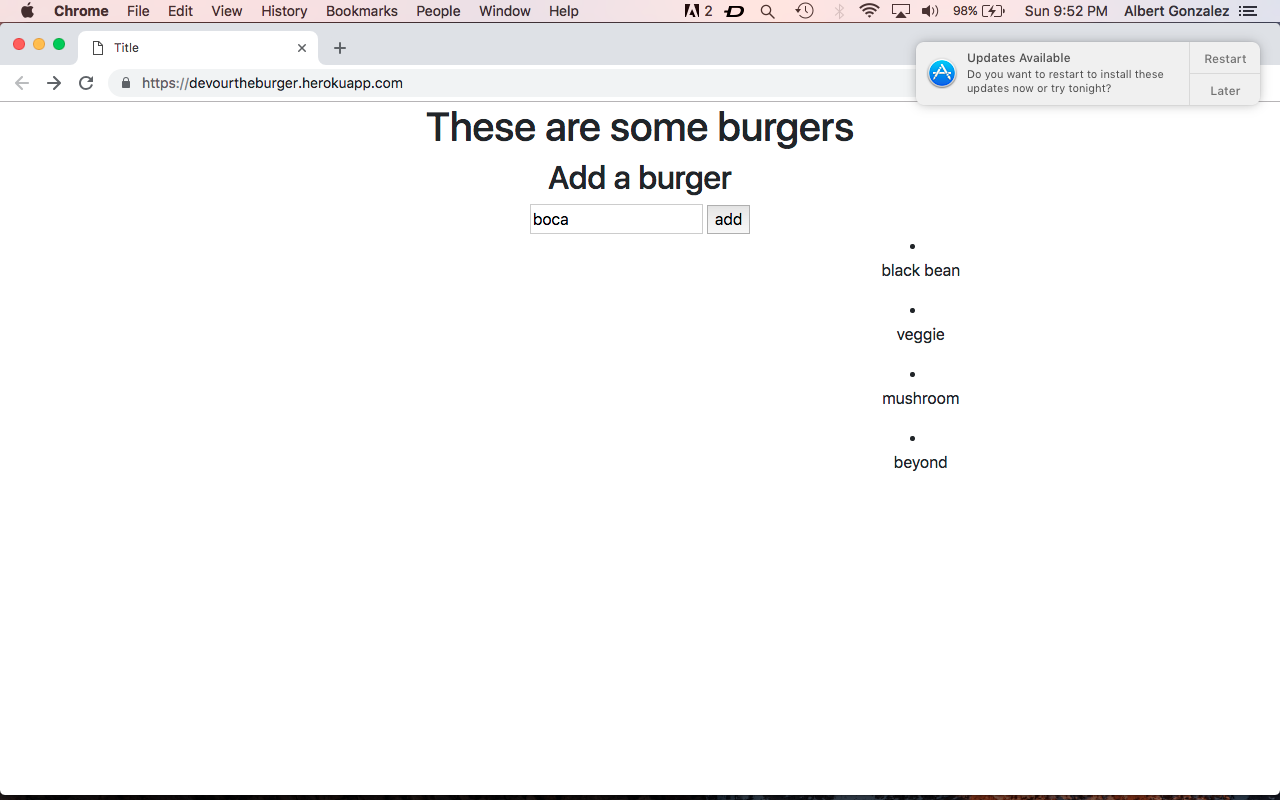 Chrome File Edit View History Bookmarks People Window Help 2 98% Sun 9:52 PM Albert Gonzalez
Title
https://devourtheburger.herokuapp.com
Updates Available
Do you want to restart to install these
updates now or try tonight?
Restart
Later
These are some burgers
Add a burger
boca add
• 
black bean
• 
veggie
• 
mushroom
• 
beyond